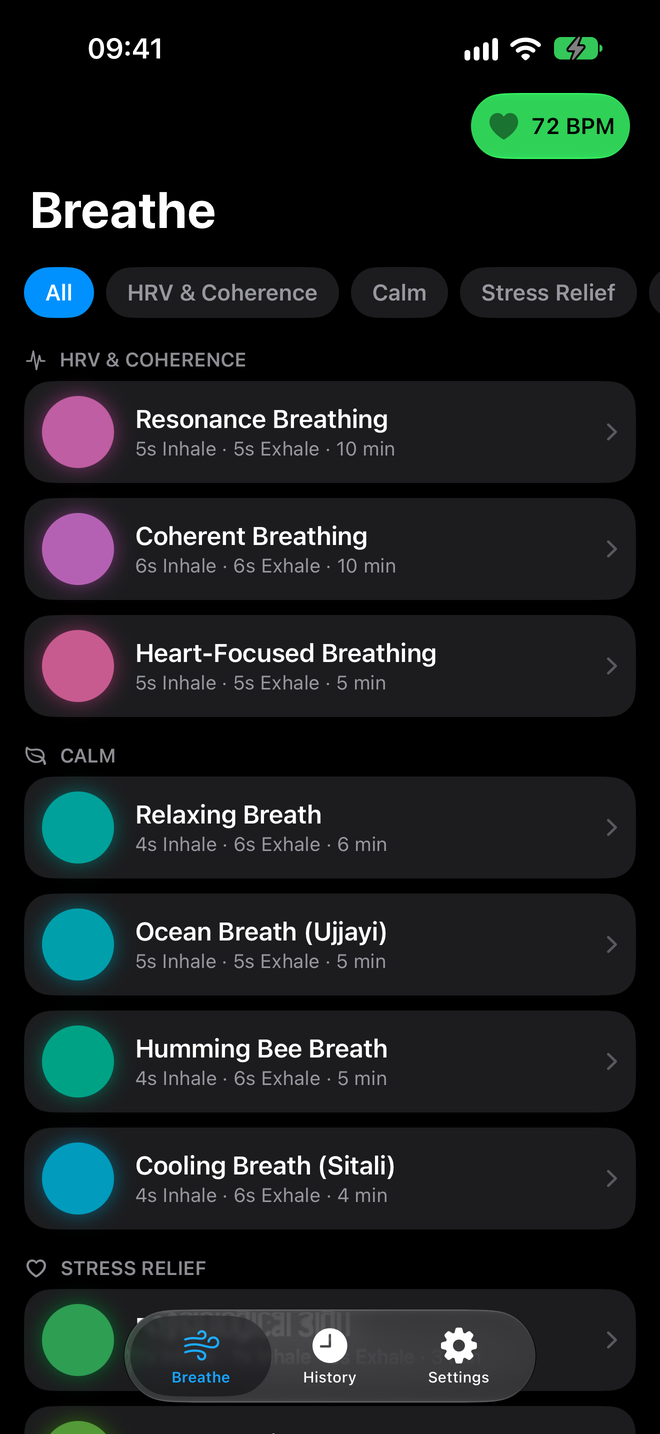 09:41
72 BPM
Breathe
All
HRV & Coherence
Calm
Stress Relief
HRV & COHERENCE
Resonance Breathing
5s Inhale · 5s Exhale · 10 min
Coherent Breathing
6s Inhale · 6s Exhale · 10 min
Heart-Focused Breathing
5s Inhale · 5s Exhale · 5 min
CALM
Relaxing Breath
4s Inhale · 6s Exhale · 6 min
Ocean Breath (Ujjayi)
5s Inhale · 5s Exhale · 5 min
Humming Bee Breath
4s Inhale · 6s Exhale · 5 min
Cooling Breath (Sitali)
4s Inhale · 6s Exhale · 4 min
STRESS RELIEF
Breathe
History
Settings